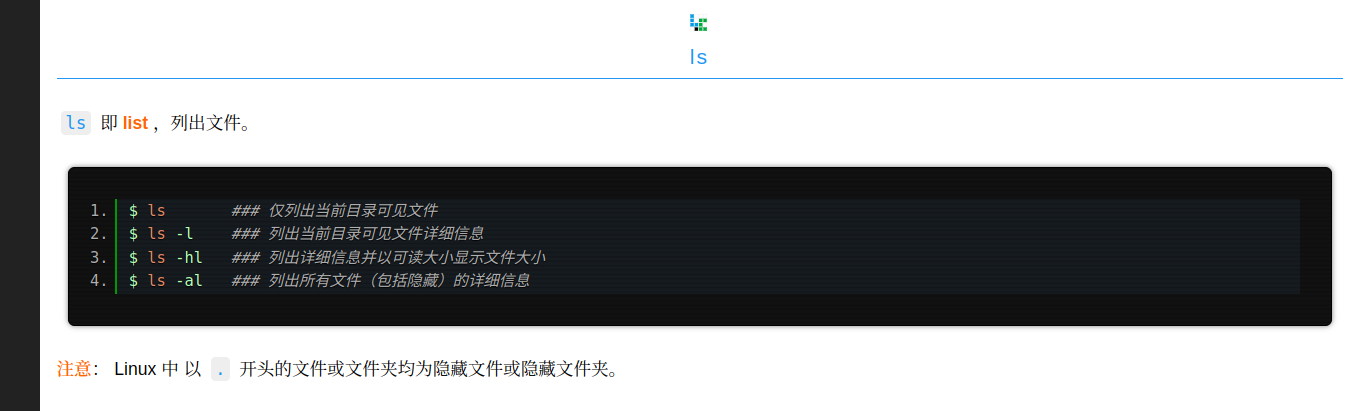 ls
ls 即 list ，列出文件。
1. $ ls ### 仅列出当前目录可见文件
2. $ ls -l ### 列出当前目录可见文件详细信息
3. $ ls -hl ### 列出详细信息并以可读大小显示文件大小
4. $ ls -al ### 列出所有文件（包括隐藏）的详细信息
注意： Linux 中 以 . 开头的文件或文件夹均为隐藏文件或隐藏文件夹。